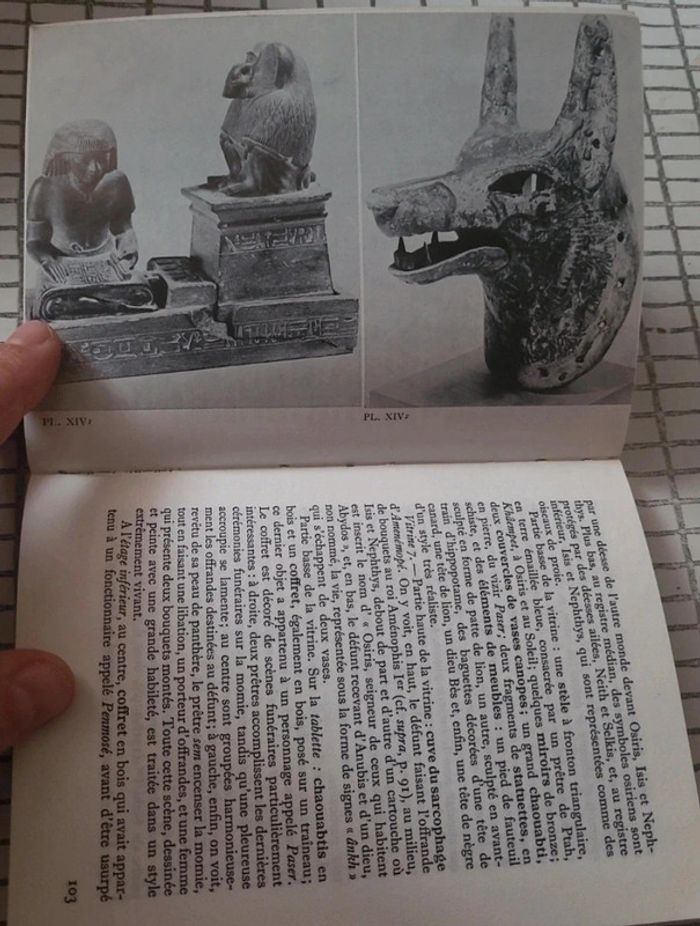 PL. XIV¹
PL. XIV²
par une déesse de l'autre monde devant Osiris, Isis et Neph-
thys. Plus bas, au registre médian, des symboles osiriens sont
protégés par des déesses ailées, Neith et Selkis, et, au registre
inférieur, Isis et Nephthys, qui sont représentées comme des
oiseaux de proie.
Partie basse de la vitrine : une stèle à fronton triangulaire,
en terre émaillée bleue, consacrée par un prêtre de Ptah,
Khâempet, à Osiris et au Soleil; quelques miroirs de bronze;
deux couvercles de vases canopes; un grand chaouabti,
en pierre, du vizir Paser; deux fragments de statuettes, en
schiste, des éléments de meubles : un pied de fauteuil
sculpté en forme de patte de lion, un autre, sculpté en avant-
train d'hippopotame, des baguettes décorées d'une tête de
canard, une tête de lion, un dieu Bès et, enfin, une tête de nègre
d'un style très réaliste.
Vitrine 7. — Partie haute de la vitrine : cuve du sarcophage
d'Amenémopé. On y voit, en haut, le défunt faisant l'offrande
de bouquets au roi Aménophis Ier (cf. supra, p. 91), au milieu,
Isis et Nephthys, debout de part et d'autre d'un cartouche où
est inscrit le nom d' « Osiris, seigneur de ceux qui habitent
Abydos », et, en bas, le défunt recevant d'Anubis et d'un dieu,
non nommé, la vie, représentée sous la forme de signes « ânkh »
qui s'échappent de deux vases.
Partie basse de la vitrine. Sur la tablette : chaouabtis en
bois et un coffret, également en bois, posé sur un traîneau;
ce dernier objet a appartenu à un personnage appelé Paser.
Le coffret est décoré de scènes funéraires particulièrement
intéressantes : à droite, deux prêtres accomplissent les dernières
cérémonies funéraires sur la momie, tandis qu'une pleureuse
accroupie se lamente; au centre sont groupées harmonieuse-
ment les offrandes destinées au défunt; à gauche, enfin, on voit,
revêtu de sa peau de panthère, le prêtre sem encenser la momie,
tout en faisant une libation, un porteur d'offrandes, et une femme
qui présente deux bouquets montés. Toute cette scène, dessinée
et peinte avec une grande habileté, est traitée dans un style
extrêmement vivant.
A l'étage inférieur, au centre, coffret en bois qui avait appar-
tenu à un fonctionnaire appelé Penmosé, avant d'être usurpé
103